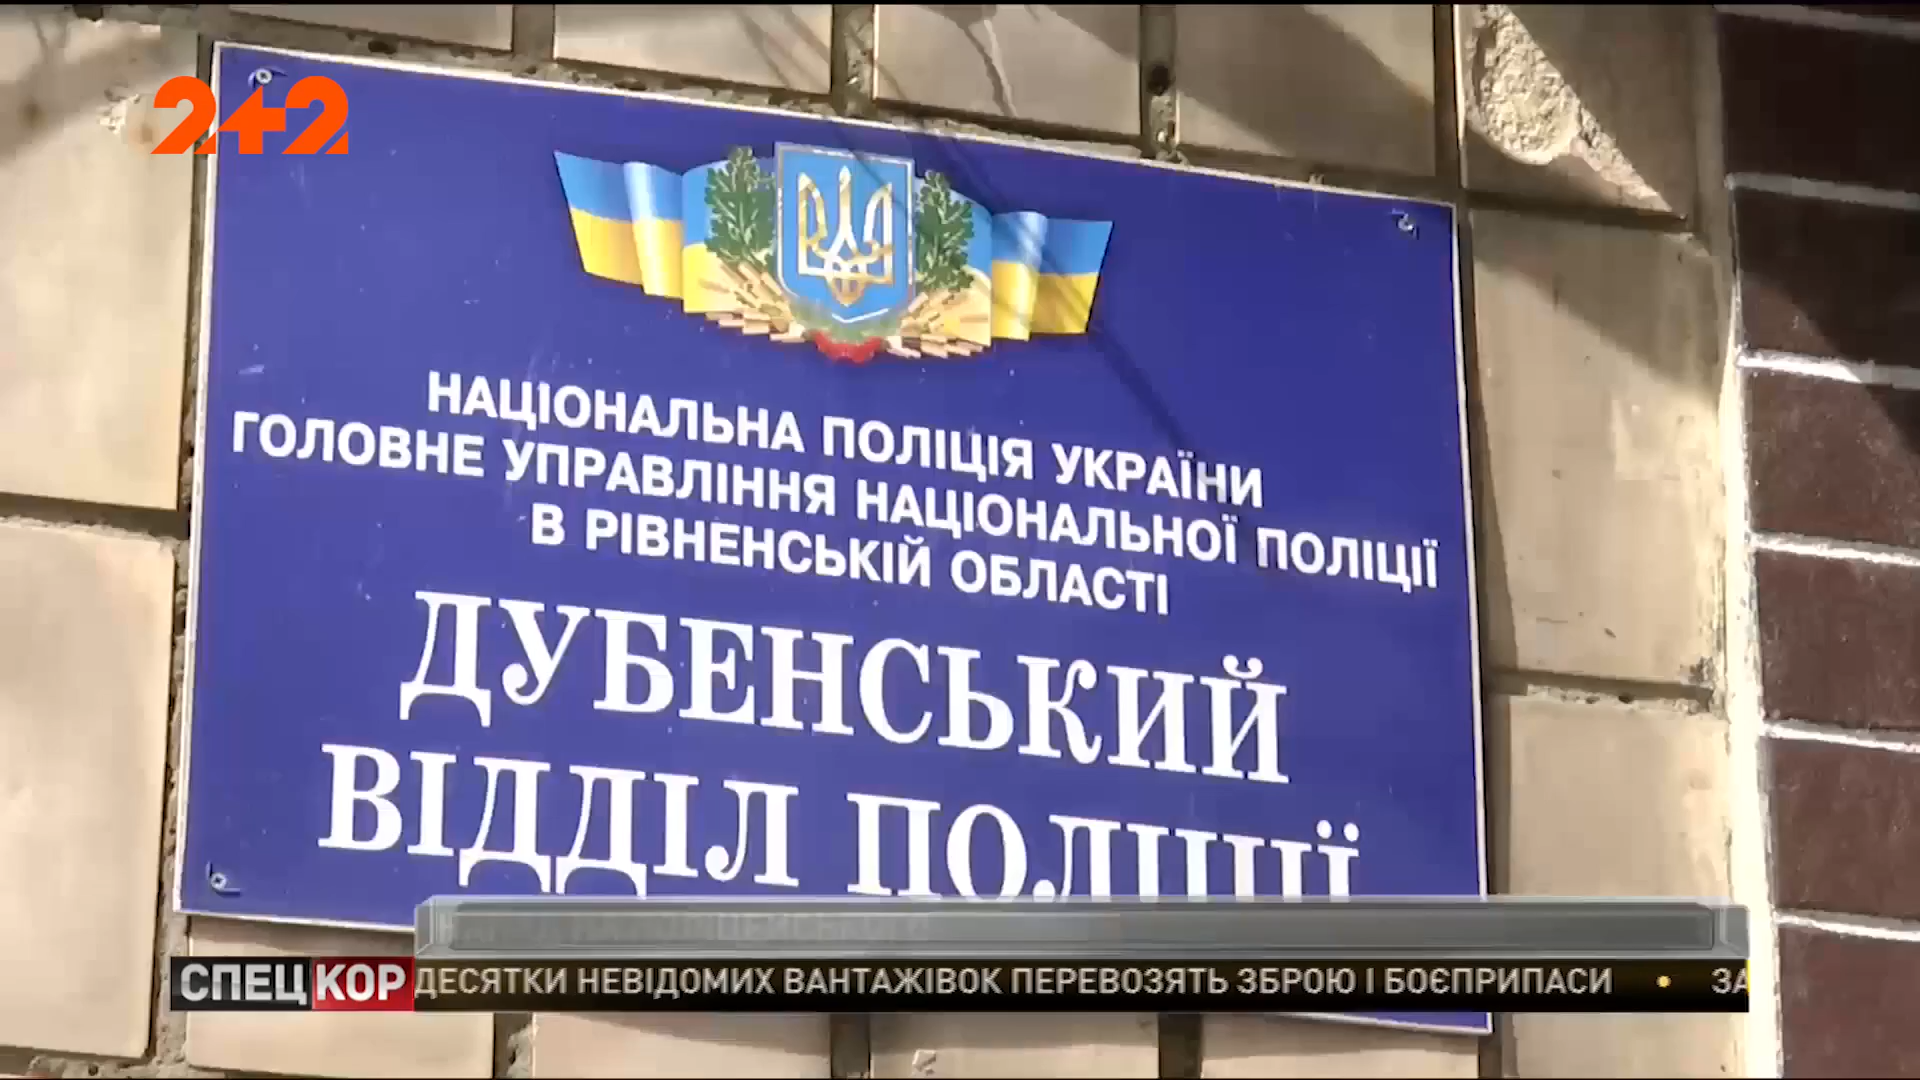 2+2
НАЦІОНАЛЬНА ПОЛІЦІЯ УКРАЇНИ
ГОЛОВНЕ УПРАВЛІННЯ НАЦІОНАЛЬНОЇ ПОЛІЦІЇ
В РІВНЕНСЬКІЙ ОБЛАСТІ
ДУБЕНСЬКИЙ
ВІДДІЛ ПОЛІЦІЇ
СПЕЦКОР ДЕСЯТКИ НЕВІДОМИХ ВАНТАЖІВОК ПЕРЕВОЗЯТЬ ЗБРОЮ І БОЄПРИПАСИ • ЗА